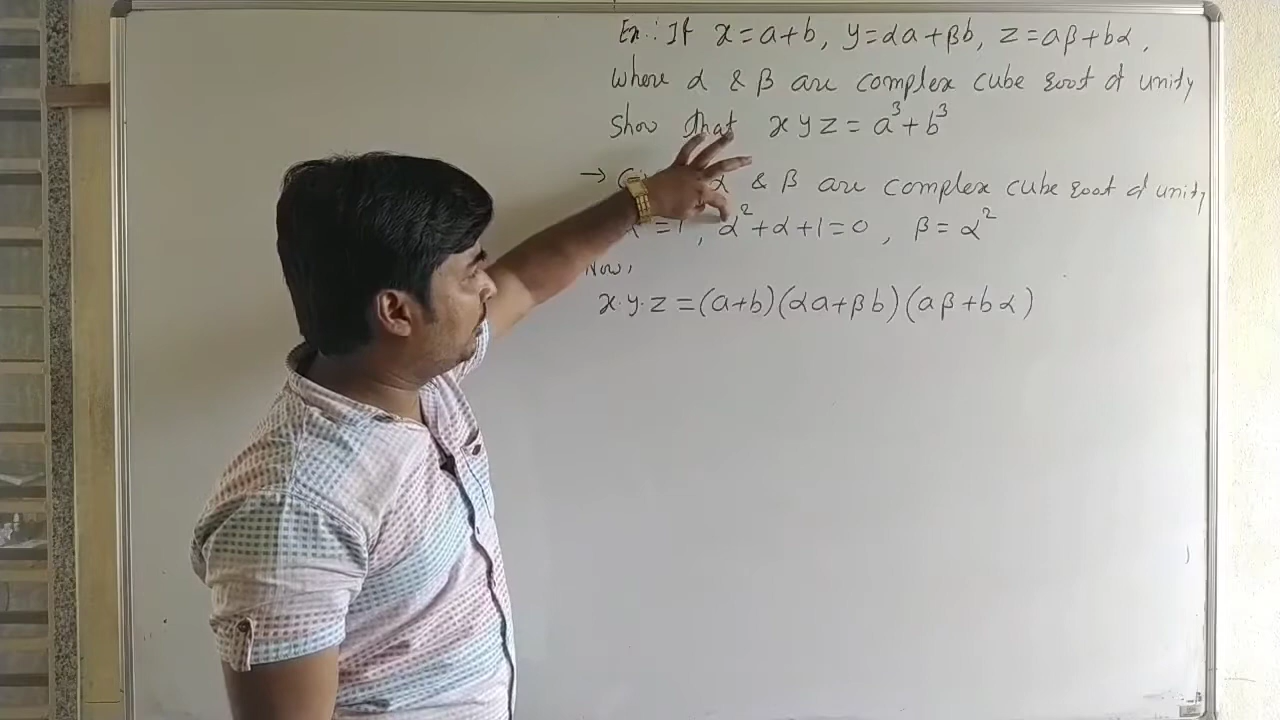 Ex.: If x=a+b, y=αa+βb, z=aβ+bα,
where α & β are complex cube root of unity
Show that x y z = a³+b³
→ α & β are complex cube root of unity
=1, α²+α+1=0, β=α²
Now,
x.y.z=(a+b)(αa+βb)(aβ+bα)